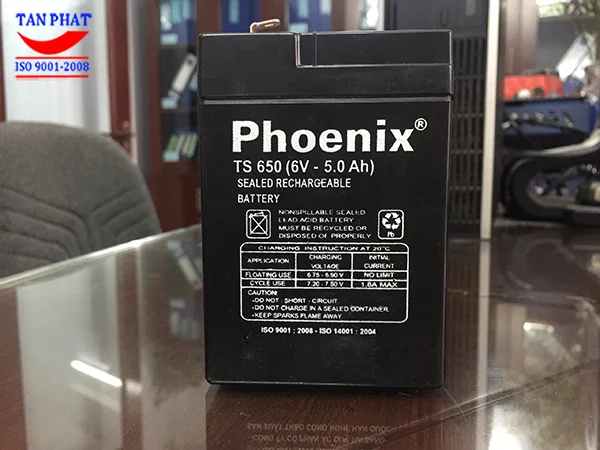 TAN PHAT
ISO 9001-2008
Phoenix®
TS 650 (6V - 5.0 Ah)
SEALED RECHARGEABLE
BATTERY
NONSPILLABLE SEALED
LEAD ACID BATTERY
MUST BE RECYCLED OR
DISPOSED OF PROPERLY
Pb
CHARGING INSTRUCTION AT 20°C
APPLICATION CHARGING VOLTAGE INITIAL CURRENT
FLOATING USE 6.75 - 6.90 V NO LIMIT
CYCLE USE 7.20 - 7.50 V 1.6A MAX
CAUTION:
-DO NOT SHORT - CIRCUIT.
-DO NOT CHARGE IN A SEALED CONTAINER.
-KEEP SPARKS FLAME AWAY.
ISO 9001 : 2008 - ISO 14001 : 2004